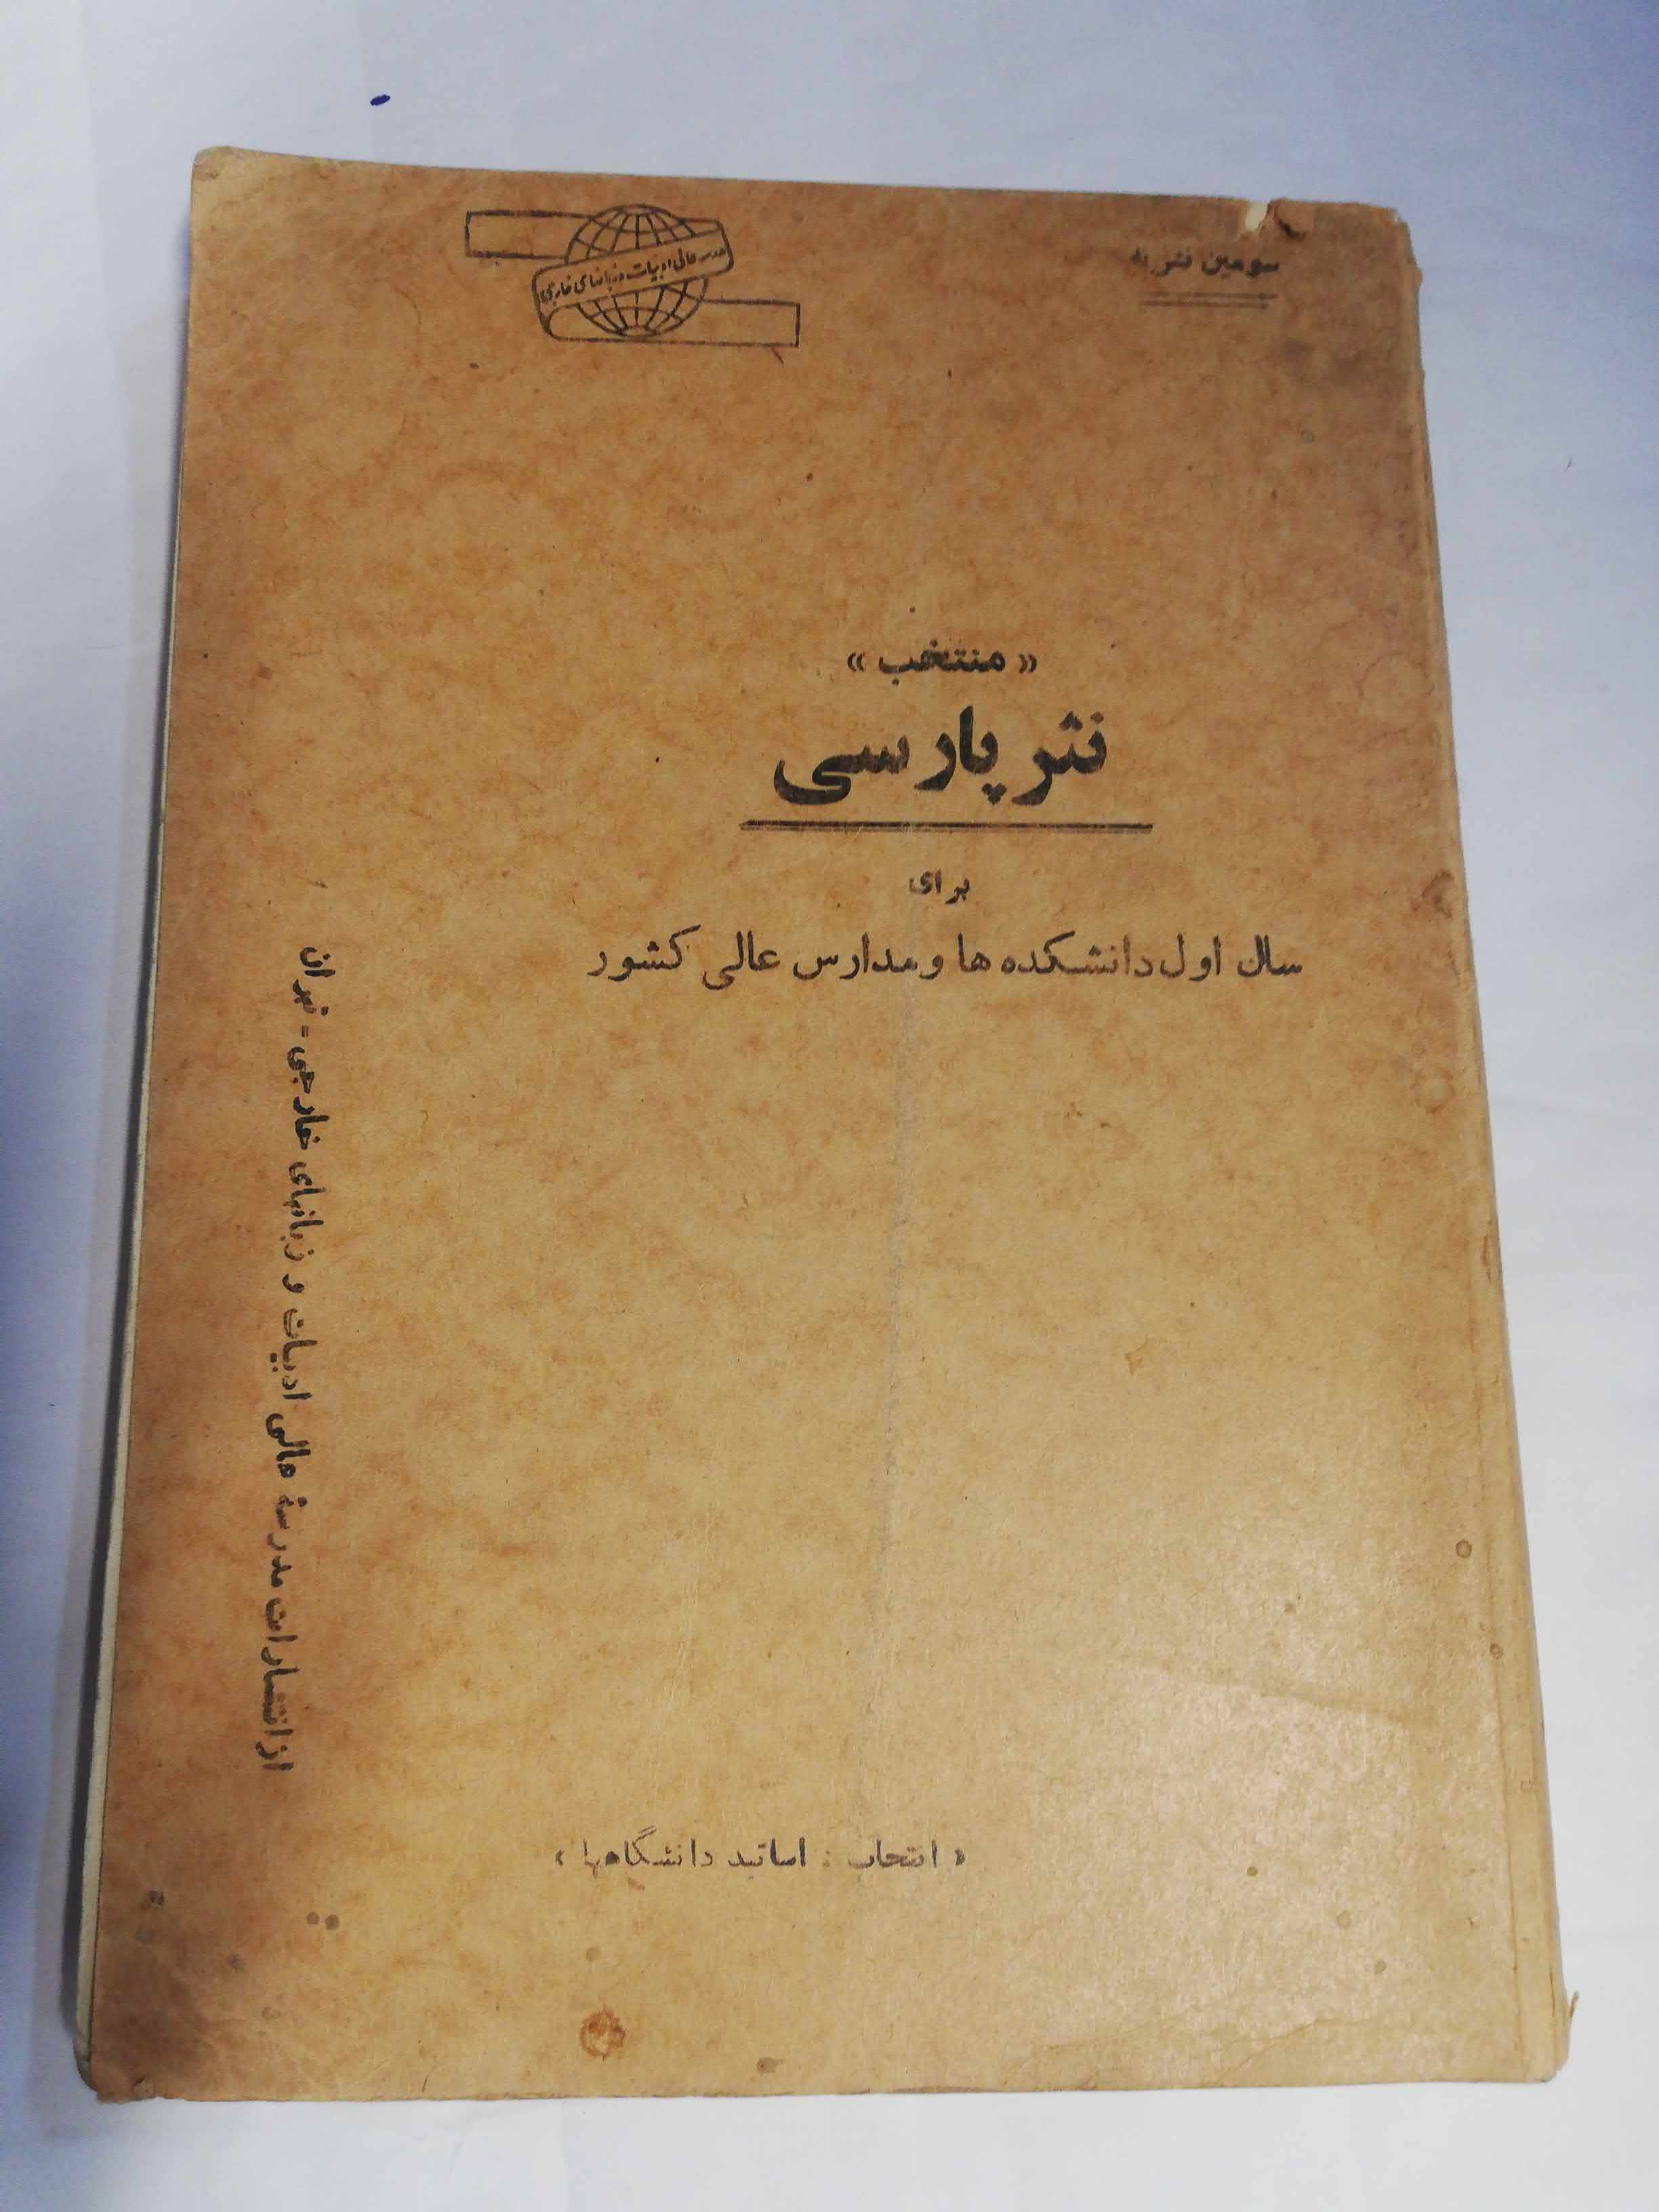 سومین نشریه
مدرسه عالی ادبیات و زبانهای خارجی
« منتخب »
نثر پارسی
برای
سال اول دانشکده ها و مدارس عالی کشور
از انتشارات مدرسهٔ عالی ادبیات و زبانهای خارجی - تهران
« انتخاب : اساتید دانشگاهها »